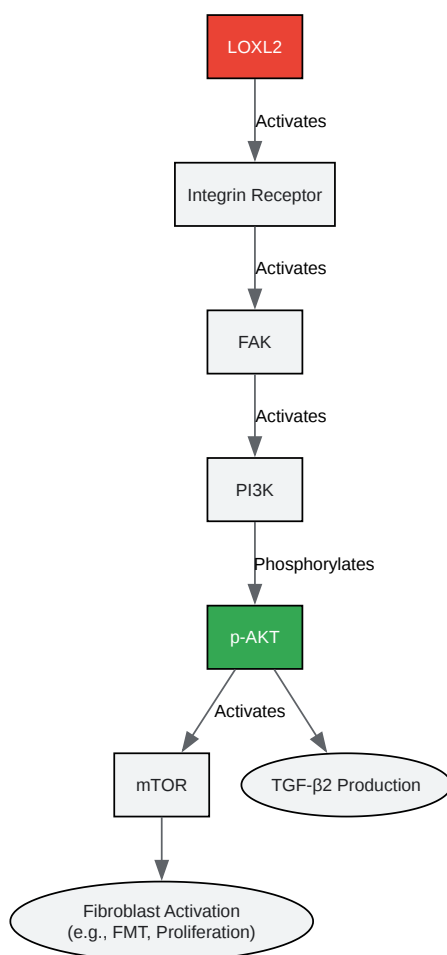 LOXL2
Activates
Integrin Receptor
Activates
FAK
Activates
PI3K
Phosphorylates
p-AKT
Activates
mTOR
TGF-β2 Production
Fibroblast Activation
(e.g., FMT, Proliferation)